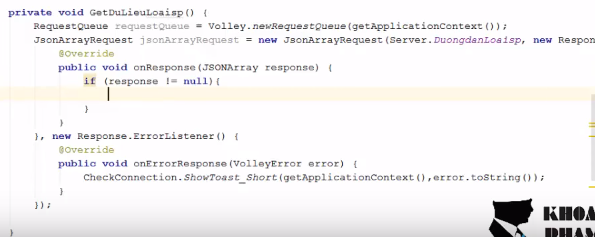 private void GetDuLieuLoaisp() {
RequestQueue requestQueue = Volley.newRequestQueue(getApplicationContext());
JsonArrayRequest jsonArrayRequest = new JsonArrayRequest(Server.DuongdanLoaisp, new Respon
@Override
public void onResponse(JSONArray response) {
if (response != null){
}
}
}, new Response.ErrorListener() {
@Override
public void onErrorResponse(VolleyError error) {
CheckConnection.ShowToast_Short(getApplicationContext(),error.toString());
}
});
}
KHOA
PHAM